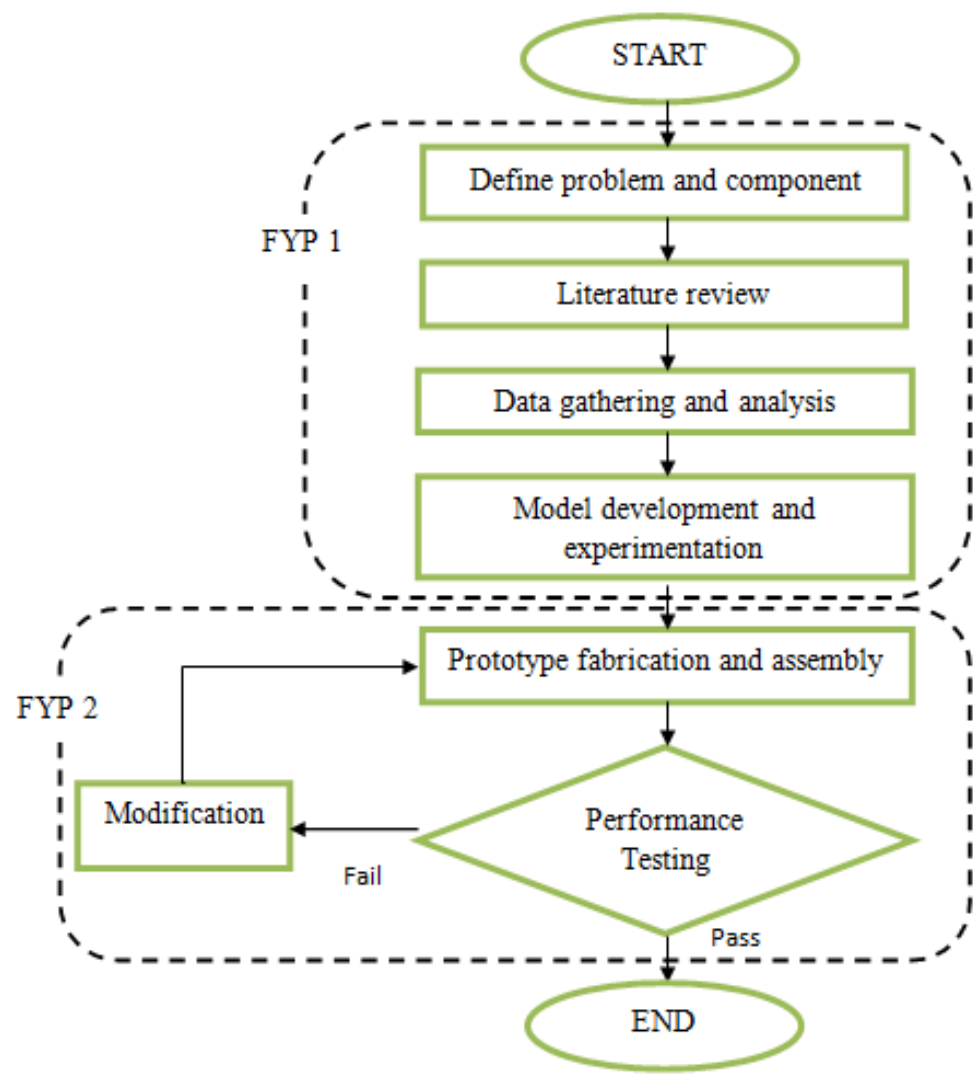 START
Define problem and component
FYP 1
Literature review
Data gathering and analysis
Model development and
experimentation
Prototype fabrication and assembly
FYP 2
Modification
Performance
Testing
Fail
Pass
END